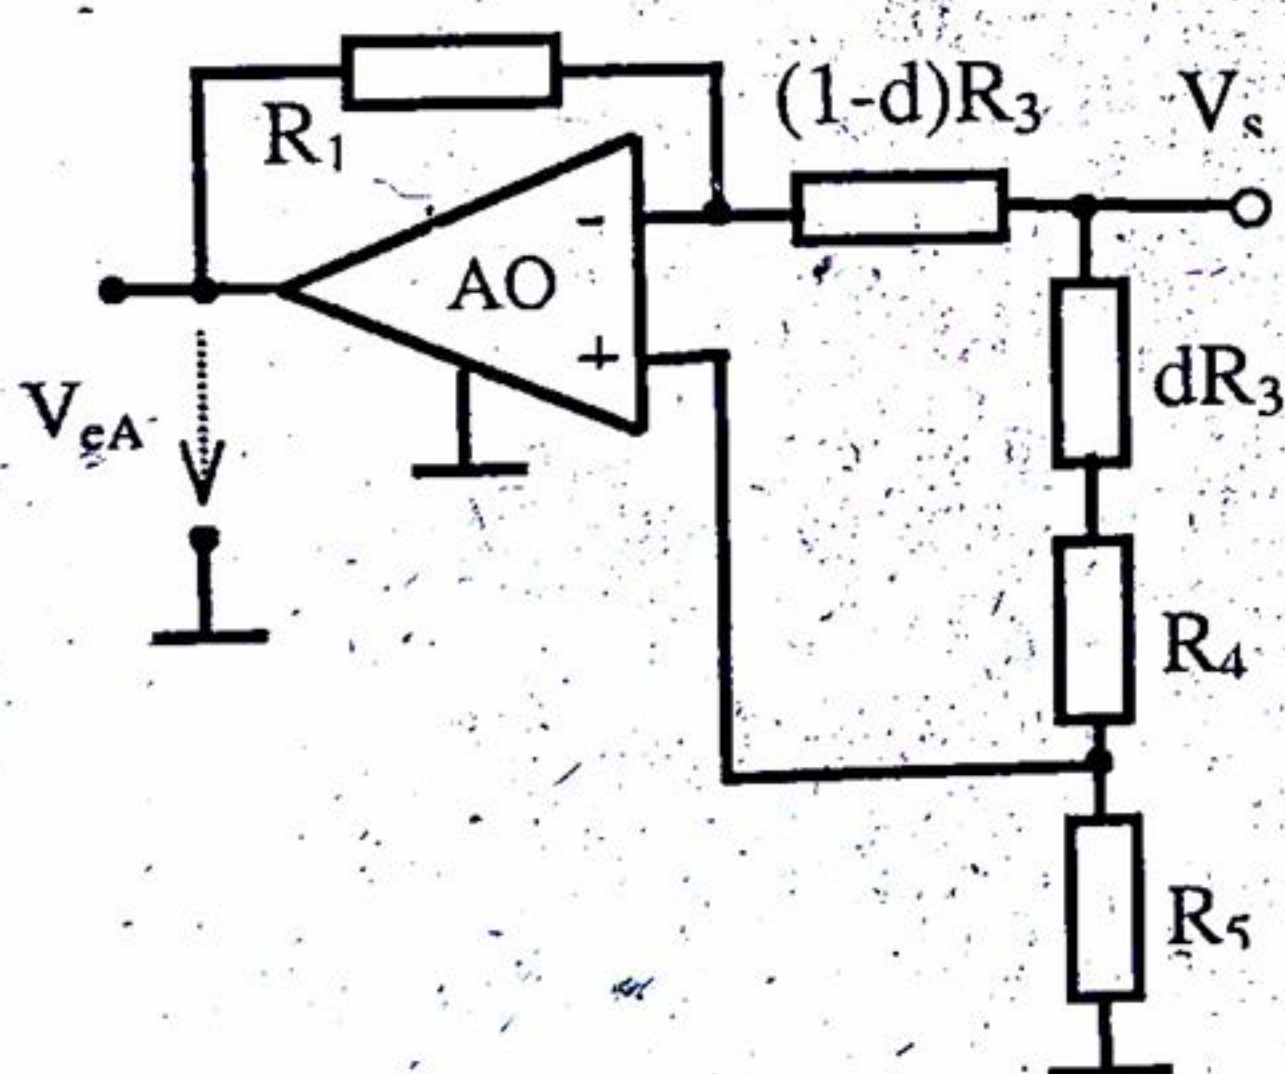 (1-d)R₃
Vₛ
R₁
-
AO
+
dR₃
VeA
R₄
R₅